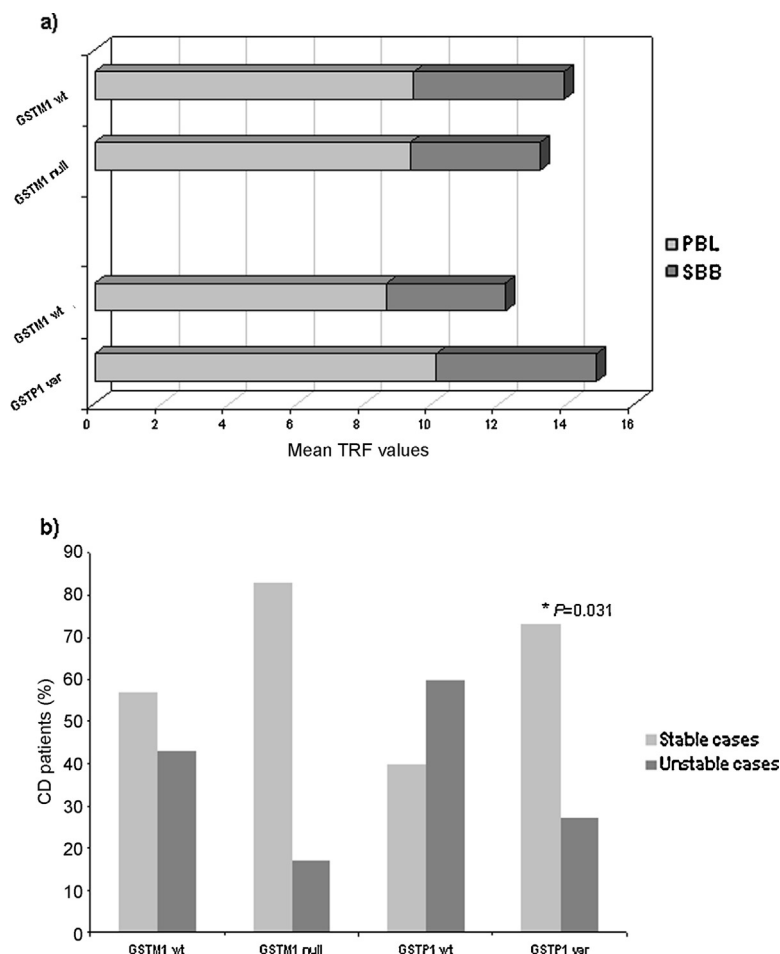 a)
GSTM1 wt
GSTM1 null
GSTM1 wt
GSTP1 var
0 2 4 6 8 10 12 14 16
Mean TRF values
PBL
SBB
b)
90
80
70
60
50
40
30
20
10
0
CD patients (%)
* P=0.031
Stable cases
Unstable cases
GSTM1 wt GSTM1 null GSTP1 wt GSTP1 var